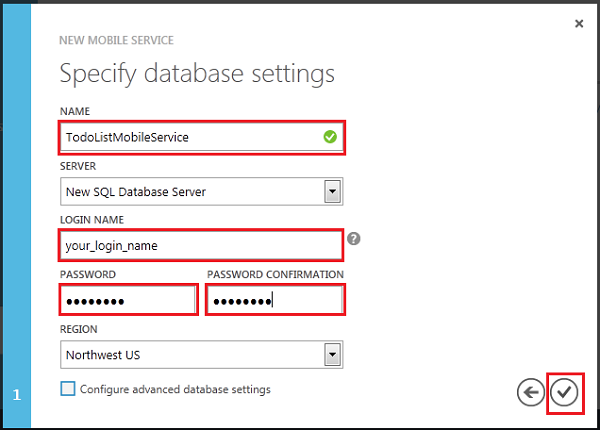 NEW MOBILE SERVICE
Specify database settings
NAME
TodoListMobileService
SERVER
New SQL Database Server
LOGIN NAME
your_login_name
?
PASSWORD PASSWORD CONFIRMATION
●●●●●●●● ●●●●●●●●
REGION
Northwest US
Configure advanced database settings
1